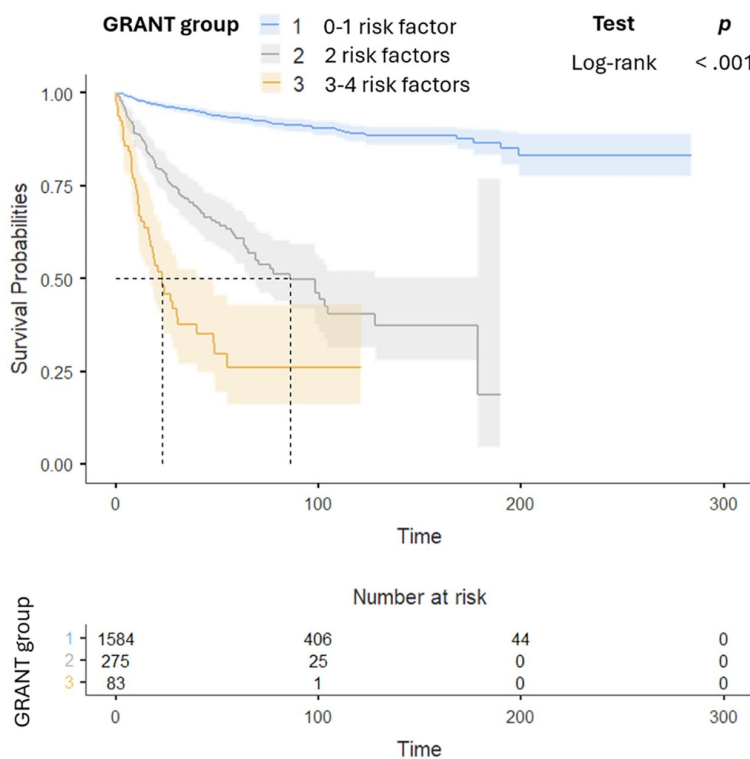 GRANT group
1 0-1 risk factor
2 2 risk factors
3 3-4 risk factors
Test p
Log-rank < .001
Survival Probabilities
1.00
0.75
0.50
0.25
0.00
0 100 200 300
Time
Number at risk
GRANT group
1 1584 406 44 0
2 275 25 0 0
3 83 1 0 0
0 100 200 300
Time